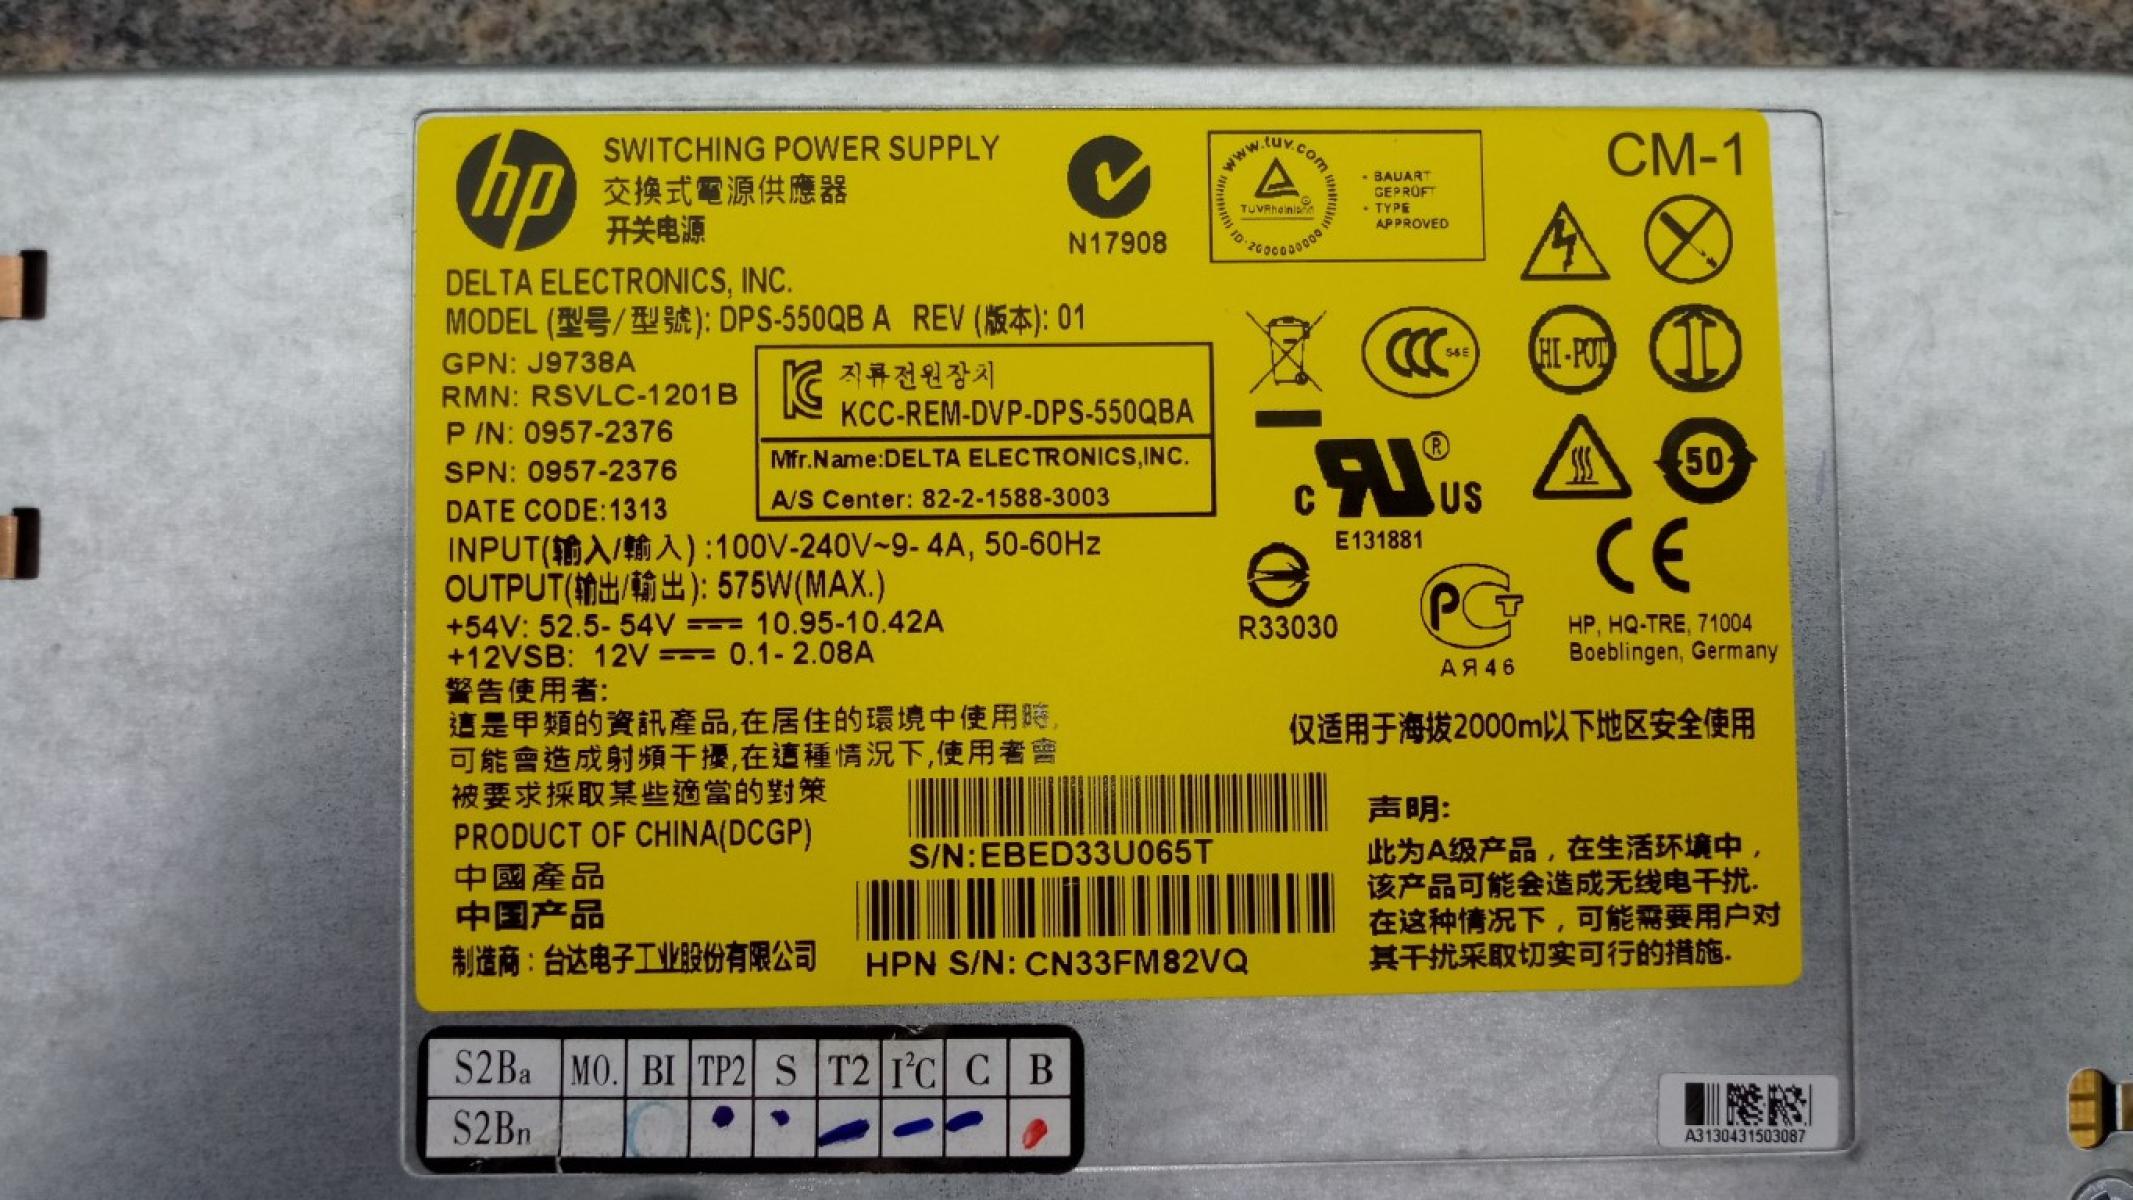 hp
SWITCHING POWER SUPPLY
交換式電源供應器
开关电源
N17908
www.tuv.com
TUVRheinland
ID:2000000000
• BAUART
GEPRÜFT
• TYPE
APPROVED
CM-1
DELTA ELECTRONICS, INC.
MODEL (型号/型號): DPS-550QB A REV (版本): 01
GPN: J9738A
RMN: RSVLC-1201B
P /N: 0957-2376
SPN: 0957-2376
DATE CODE:1313
직류전원장치
KCC-REM-DVP-DPS-550QBA
Mfr.Name:DELTA ELECTRONICS,INC.
A/S Center: 82-2-1588-3003
CCC S&E
HI-POT
50
C RU ® US
E131881
CE
INPUT(输入/輸入) :100V-240V~9- 4A, 50-60Hz
OUTPUT(输出/輸出): 575W(MAX.)
+54V: 52.5- 54V 10.95-10.42A
+12VSB: 12V 0.1- 2.08A
R33030
АЯ46
HP, HQ-TRE, 71004
Boeblingen, Germany
警告使用者:
這是甲類的資訊產品,在居住的環境中使用時,
可能會造成射頻干擾,在這種情況下,使用者會
被要求採取某些適當的對策
仅适用于海拔2000m以下地区安全使用
PRODUCT OF CHINA(DCGP)
中國產品
中国产品
制造商：台达电子工业股份有限公司
S/N:EBED33U065T
HPN S/N: CN33FM82VQ
声明:
此为A级产品，在生活环境中，
该产品可能会造成无线电干扰.
在这种情况下，可能需要用户对
其干扰采取切实可行的措施.
S2Ba MO. BI TP2 S T2 I²C C B
S2Bn
A3130431503087